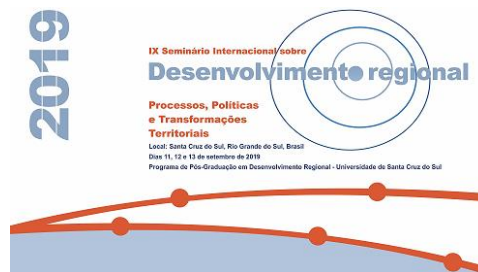 2019
IX Seminário Internacional sobre
Desenvolvimento regional
Processos, Políticas
e Transformações
Territoriais
Local: Santa Cruz do Sul, Rio Grande do Sul, Brasil
Dias 11, 12 e 13 de setembro de 2019
Programa de Pós-Graduação em Desenvolvimento Regional - Universidade de Santa Cruz do Sul